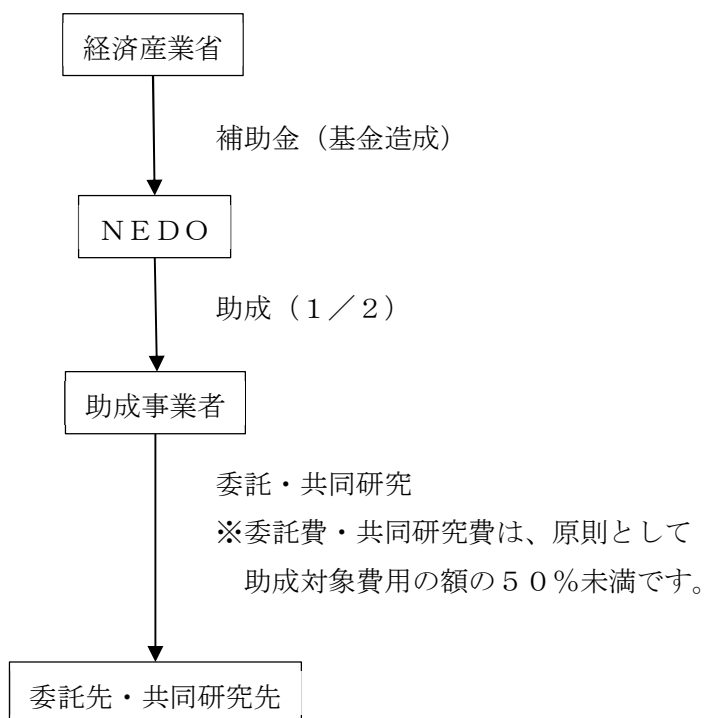 経済産業省
補助金（基金造成）
ＮＥＤＯ
助成（１／２）
助成事業者
委託・共同研究
※委託費・共同研究費は、原則として
助成対象費用の額の５０％未満です。
委託先・共同研究先